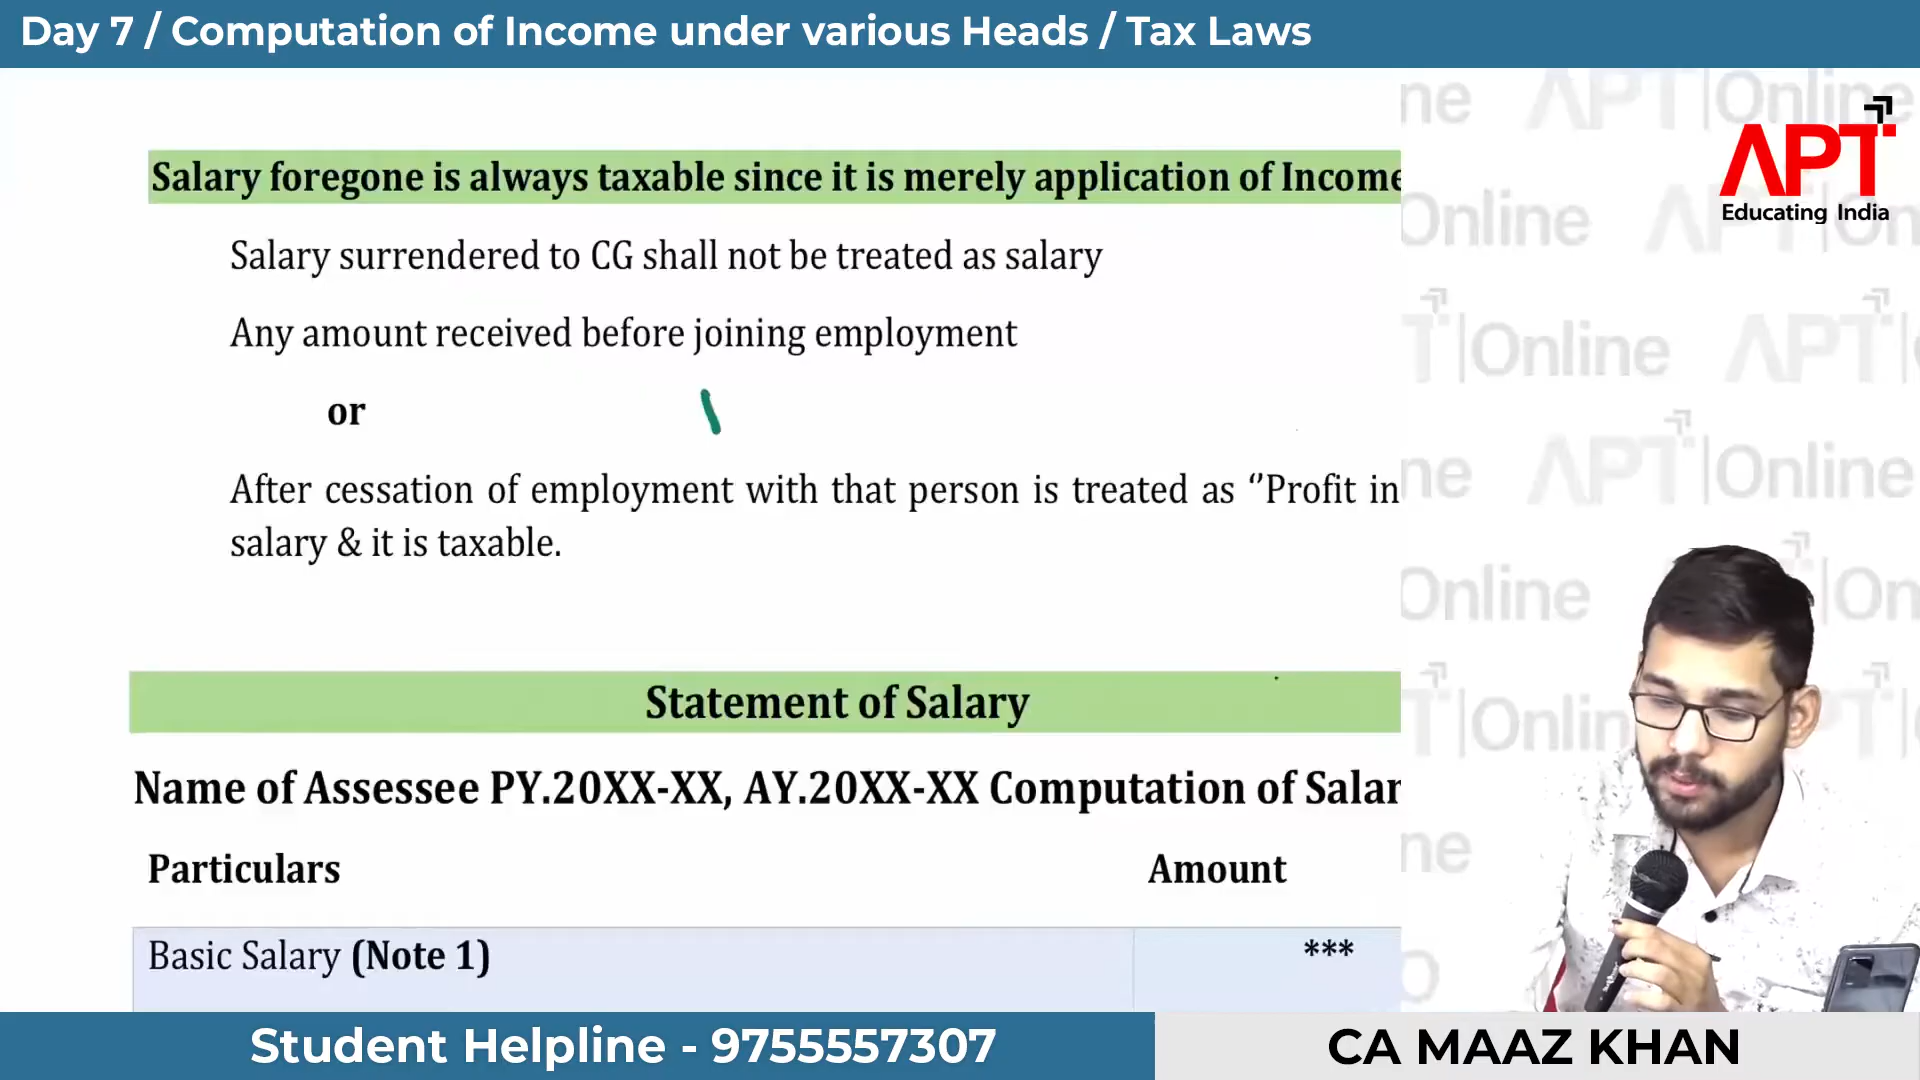 Day 7 / Computation of Income under various Heads / Tax Laws
APT
Educating India
Salary foregone is always taxable since it is merely application of Income
Salary surrendered to CG shall not be treated as salary
Any amount received before joining employment
or
After cessation of employment with that person is treated as ‘’Profit in
salary & it is taxable.
Statement of Salary
Name of Assessee PY.20XX-XX, AY.20XX-XX Computation of Salar
Particulars Amount
Basic Salary (Note 1) ***
APT Online
Student Helpline - 9755557307
CA MAAZ KHAN